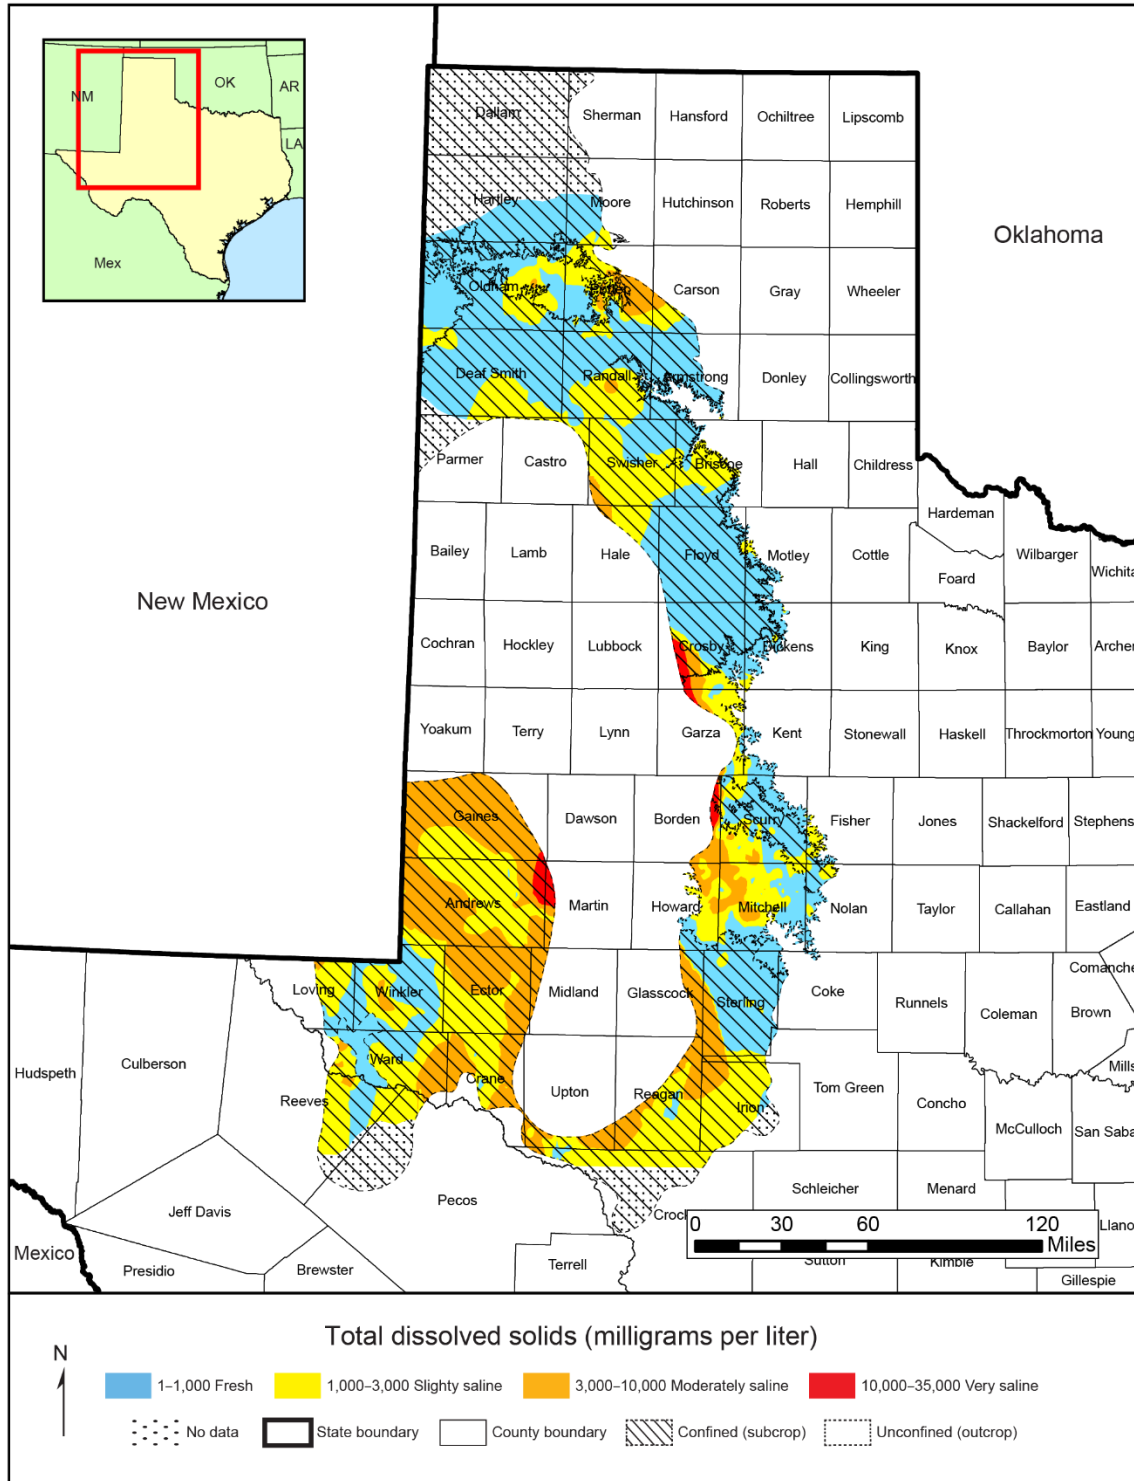 NM
OK
AR
LA
Mex
Dallam
Sherman
Hansford
Ochiltree
Lipscomb
Hartley
Moore
Hutchinson
Roberts
Hemphill
Oklahoma
Oldham
Potter
Carson
Gray
Wheeler
Deaf Smith
Randall
Armstrong
Donley
Collingsworth
Parmer
Castro
Swisher
Briscoe
Hall
Childress
Hardeman
Bailey
Lamb
Hale
Floyd
Motley
Cottle
Wilbarger
Foard
Wichita
New Mexico
Cochran
Hockley
Lubbock
Crosby
Dickens
King
Knox
Baylor
Archer
Yoakum
Terry
Lynn
Garza
Kent
Stonewall
Haskell
Throckmorton
Young
Gaines
Dawson
Borden
Scurry
Fisher
Jones
Shackelford
Stephens
Andrews
Martin
Howard
Mitchell
Nolan
Taylor
Callahan
Eastland
Loving
Winkler
Ector
Midland
Glasscock
Sterling
Coke
Runnels
Coleman
Comanche
Brown
Hudspeth
Culberson
Reeves
Ward
Crane
Upton
Reagan
Irion
Tom Green
Concho
Mills
McCulloch
San Saba
Jeff Davis
Pecos
Crock
Schleicher
Menard
Mexico
Presidio
Brewster
Terrell
Sutton
Kimble
Llano
Gillespie
0 30 60 120
Miles
Total dissolved solids (milligrams per liter)
N
1–1,000 Fresh
1,000–3,000 Slighty saline
3,000–10,000 Moderately saline
10,000–35,000 Very saline
No data
State boundary
County boundary
Confined (subcrop)
Unconfined (outcrop)